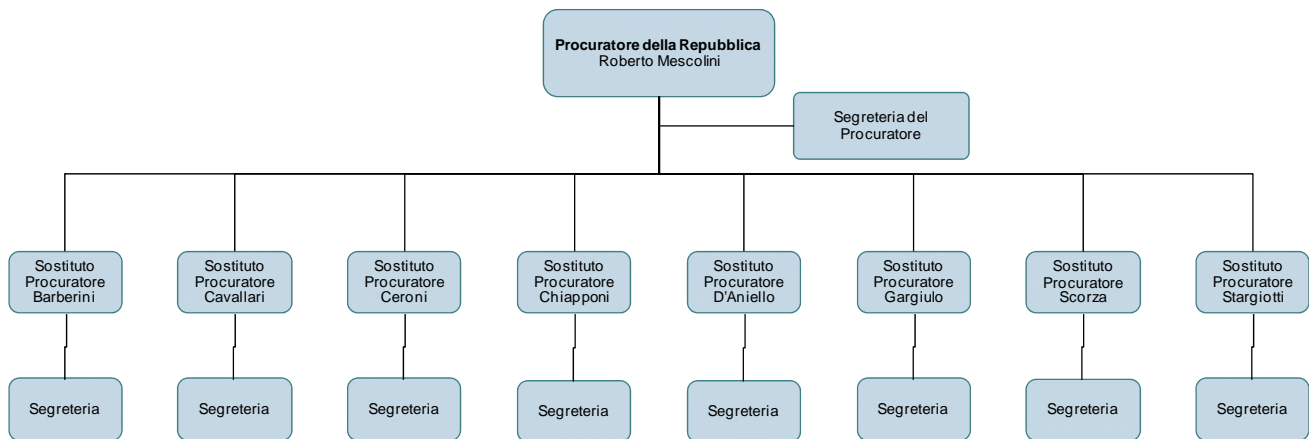 Procuratore della Repubblica
Roberto Mescolini
Segreteria del
Procuratore
Sostituto
Procuratore
Barberini
Sostituto
Procuratore
Cavallari
Sostituto
Procuratore
Ceroni
Sostituto
Procuratore
Chiapponi
Sostituto
Procuratore
D'Aniello
Sostituto
Procuratore
Gargiulo
Sostituto
Procuratore
Scorza
Sostituto
Procuratore
Stargiotti
Segreteria
Segreteria
Segreteria
Segreteria
Segreteria
Segreteria
Segreteria
Segreteria